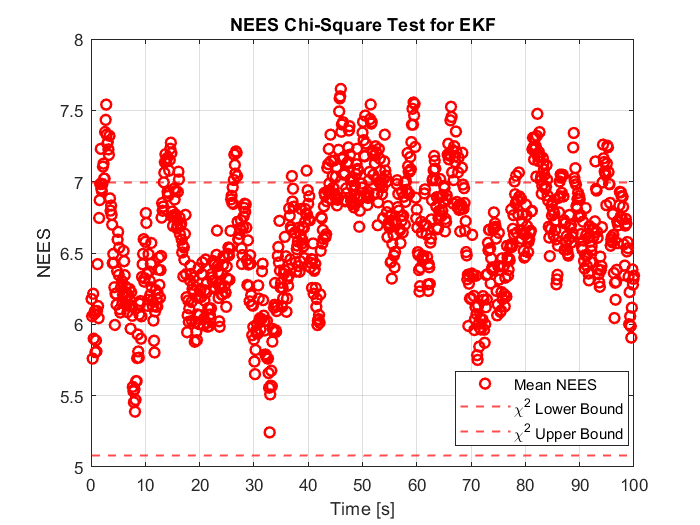 NEES Chi-Square Test for EKF
NEES
8
7.5
7
6.5
6
5.5
5
0 10 20 30 40 50 60 70 80 90 100
Time [s]
Mean NEES
χ² Lower Bound
χ² Upper Bound